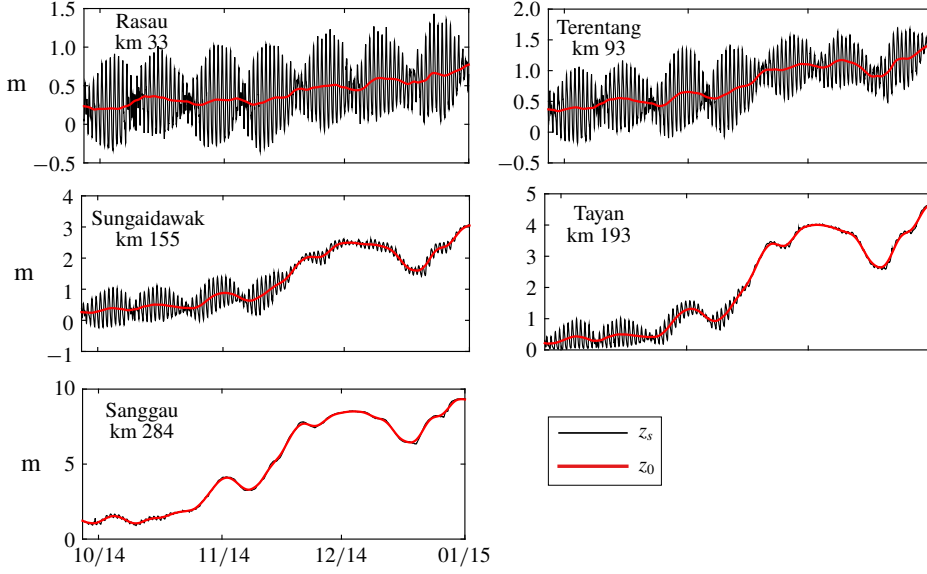 1.5
1.0
0.5
0
−0.5
m
Rasau
km 33
1.5
1.0
0.5
0
−0.5
Terentang
km 93
4
3
2
1
0
−1
m
Sungaidawak
km 155
5
4
3
2
1
0
Tayan
km 193
10
5
0
m
Sanggau
km 284
10/14
11/14
12/14
01/15
z_s
z_0